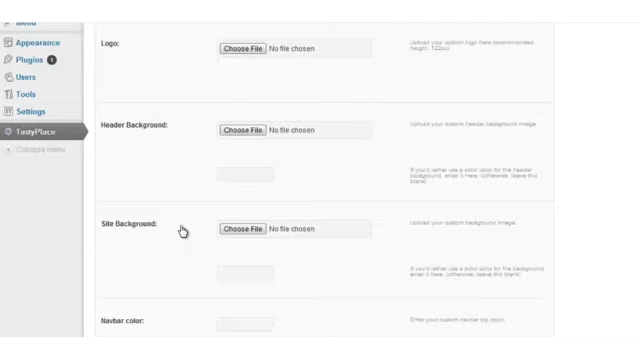 Menu
Appearance
Plugins 1
Users
Tools
Settings
TastyPlace
Collapse menu
Logo:
Choose File No file chosen
Upload your custom logo here (recommended
height: 122px)
Header Background:
Choose File No file chosen
Upload your custom header background image.
If you'd rather use a solid color for the header
background, enter it here. (otherwise, leave this
blank)
Site Background:
Choose File No file chosen
Upload your custom background image.
If you'd rather use a solid color for the background
enter it here. (otherwise, leave this blank)
Navbar color:
Enter your custom navbar top color.